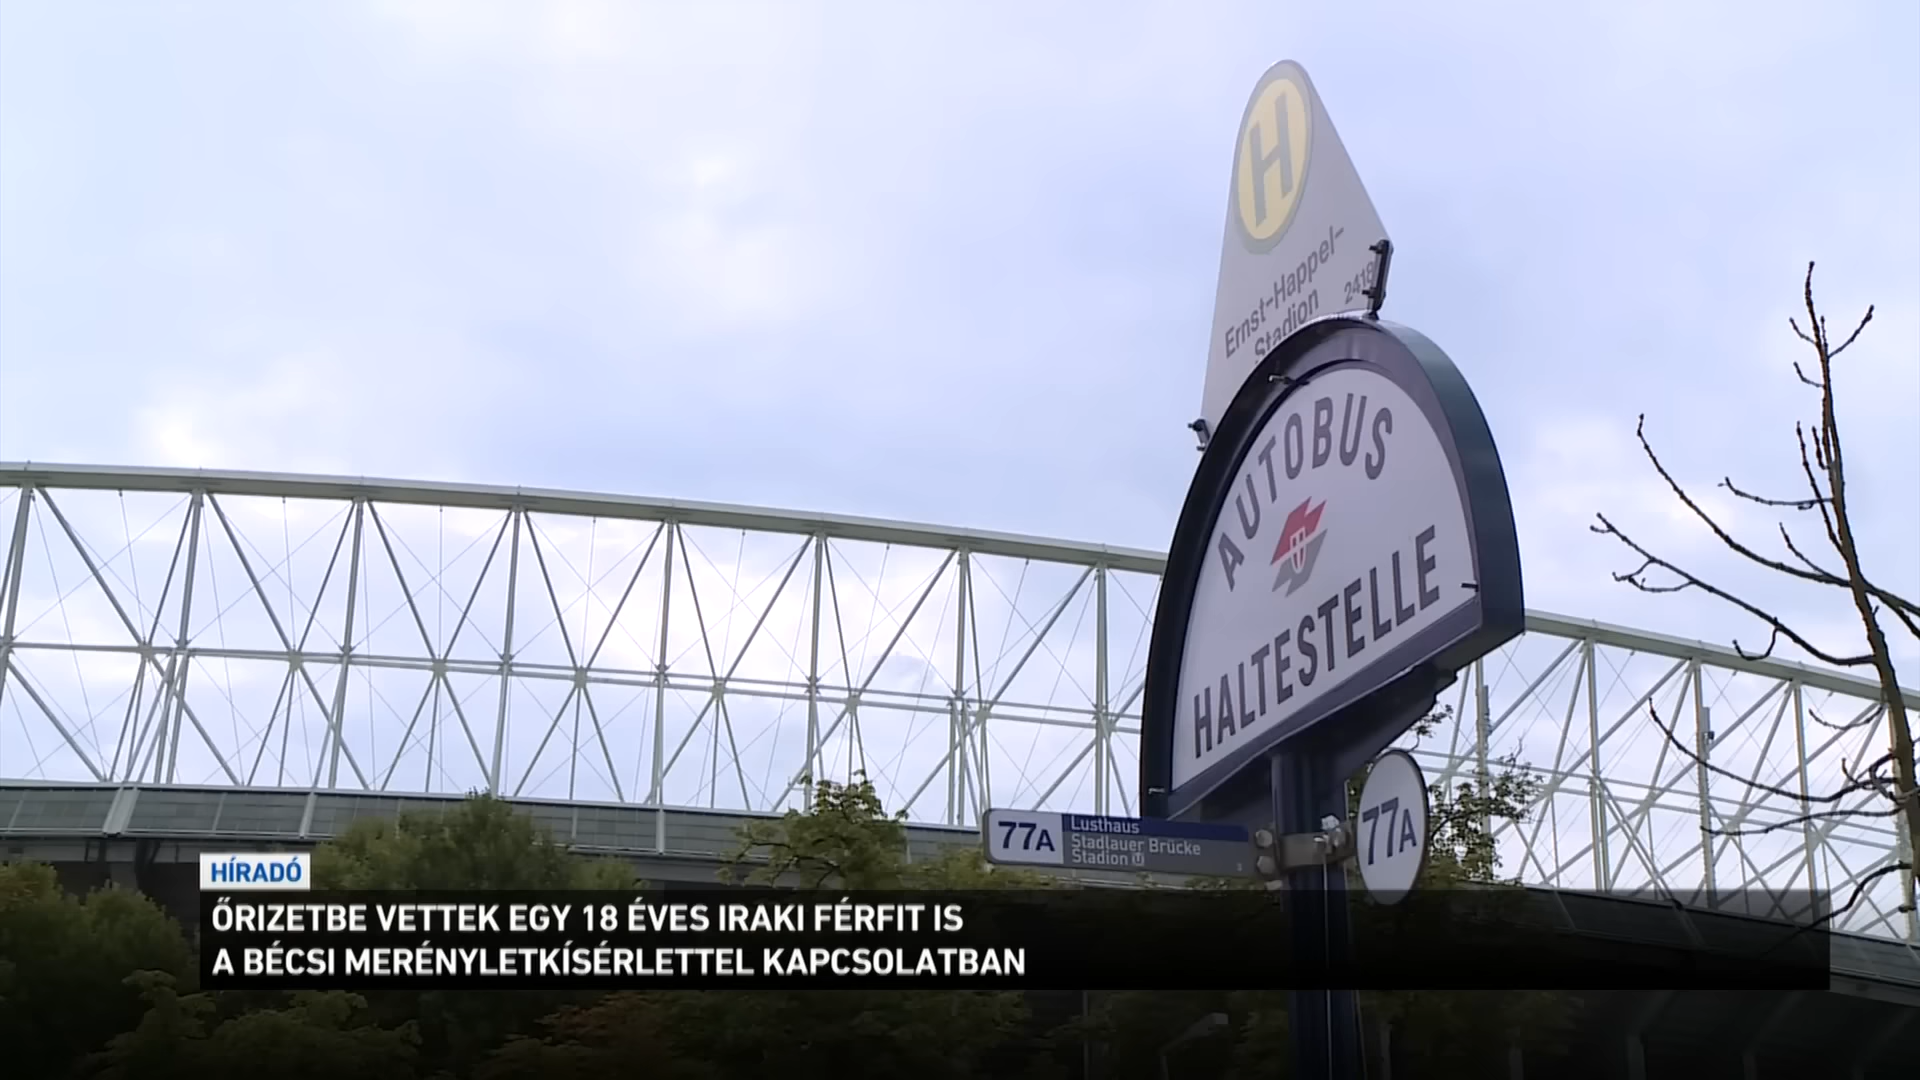 H
Ernst-Happel-
Stadion
2418
AUTOBUS
HALTESTELLE
77A
Lusthaus
Stadlauer Brücke
Stadion U
77A
HÍRADÓ
ŐRIZETBE VETTEK EGY 18 ÉVES IRAKI FÉRFIT IS
A BÉCSI MERÉNYLETKÍSÉRLETTEL KAPCSOLATBAN